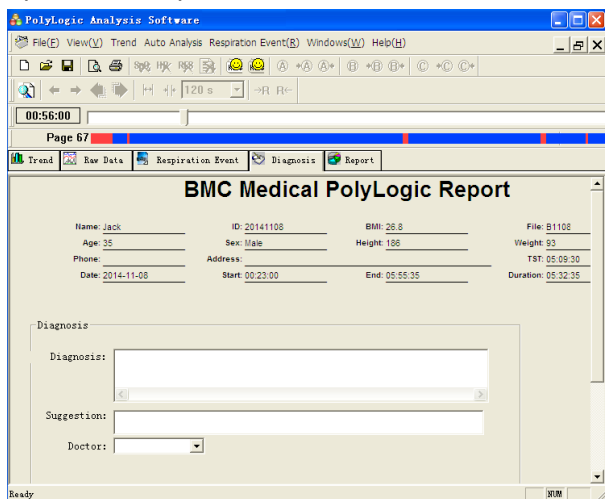 PolyLogic Analysis Software
File(F) View(V) Trend Auto Analysis Respiration Event(R) Windows(W) Help(H)
120 s
00:56:00
Page 67
Trend Raw Data Respiration Event Diagnosis Report
BMC Medical PolyLogic Report
Name: Jack ID: 20141108 BMI: 26.8 File: B1108
Age: 35 Sex: Male Height: 186 Weight: 93
Phone: Address: TST: 05:09:30
Date: 2014-11-08 Start: 00:23:00 End: 05:55:35 Duration: 05:32:35
Diagnosis
Diagnosis:
Suggestion:
Doctor:
Ready NUM